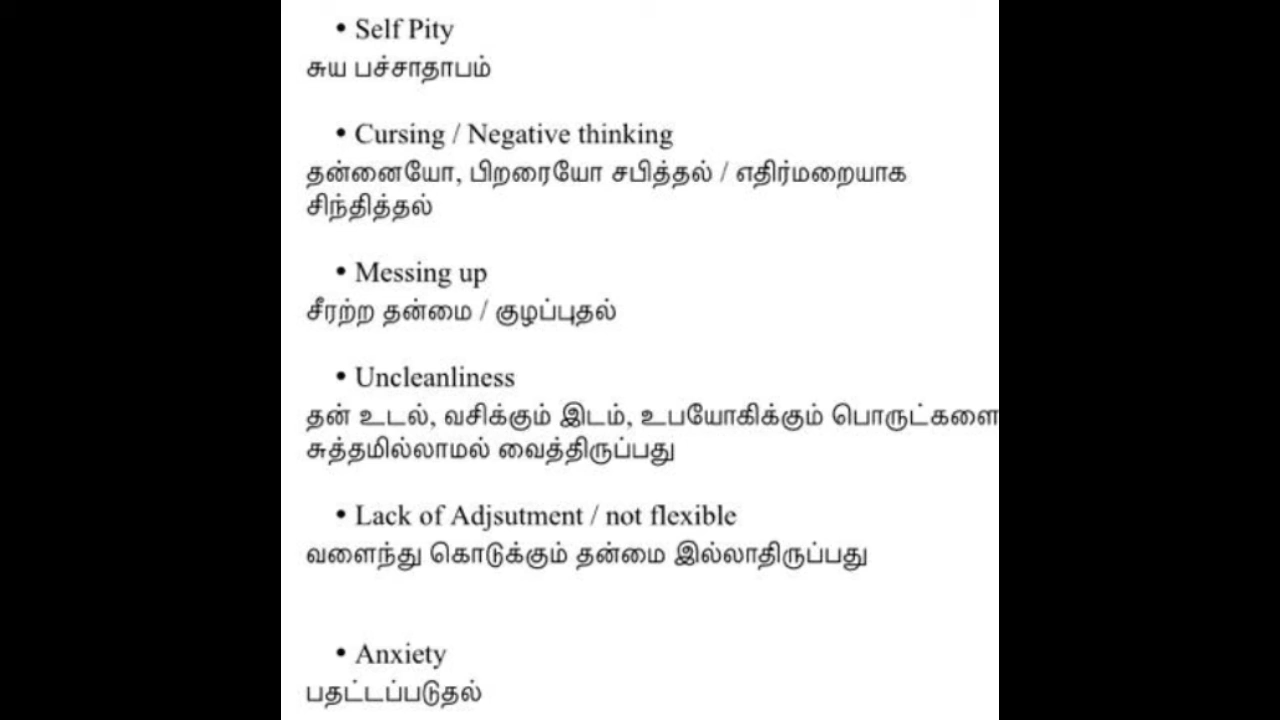 • Self Pity
சுய பச்சாதாபம்
• Cursing / Negative thinking
தன்னையோ, பிறரையோ சபித்தல் / எதிர்மறையாக
சிந்தித்தல்
• Messing up
சீரற்ற தன்மை / குழப்புதல்
• Uncleanliness
தன் உடல், வசிக்கும் இடம், உபயோகிக்கும் பொருட்களை
சுத்தமில்லாமல் வைத்திருப்பது
• Lack of Adjsutment / not flexible
வளைந்து கொடுக்கும் தன்மை இல்லாதிருப்பது
• Anxiety
பதட்டப்படுதல்